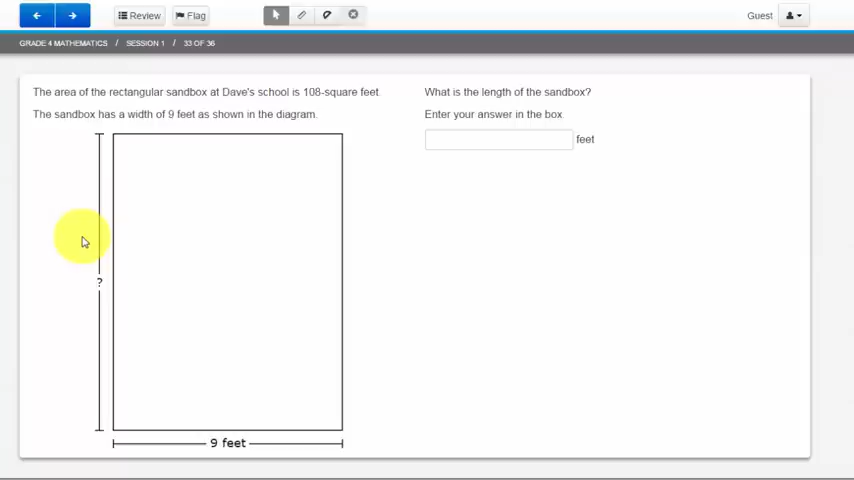 Review
Flag
Guest
GRADE 4 MATHEMATICS / SESSION 1 / 33 OF 36
The area of the rectangular sandbox at Dave's school is 108-square feet.
The sandbox has a width of 9 feet as shown in the diagram.
?
9 feet
What is the length of the sandbox?
Enter your answer in the box
feet